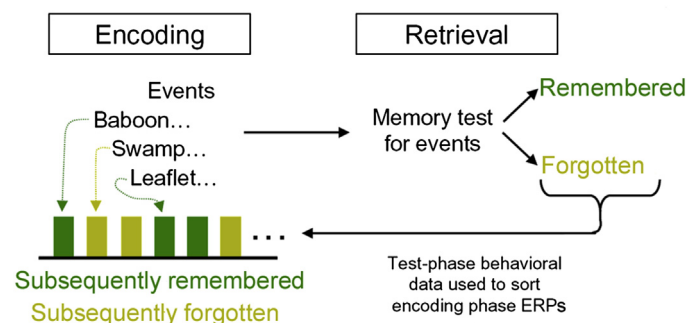 Encoding
Retrieval
Events
Baboon...
Swamp...
Leaflet...
Memory test
for events
Remembered
Forgotten
...
Subsequently remembered
Subsequently forgotten
Test-phase behavioral
data used to sort
encoding phase ERPs